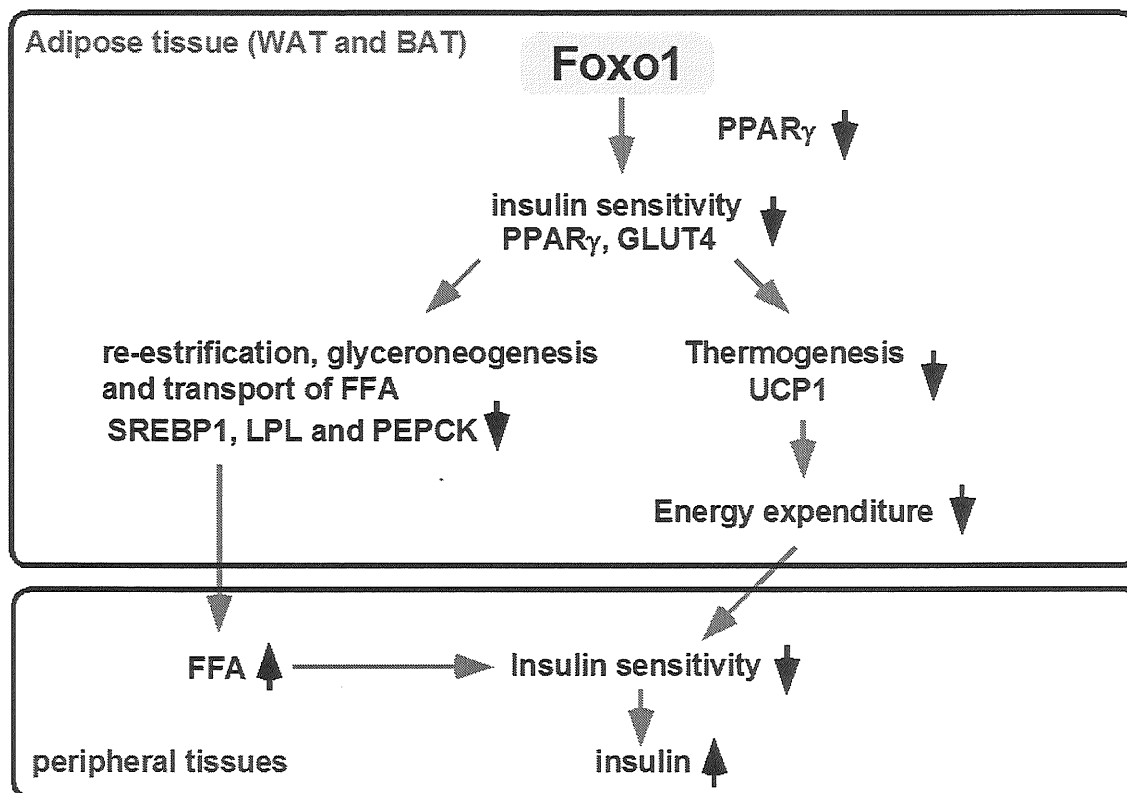 Adipose tissue (WAT and BAT)
Foxo1
PPARγ
insulin sensitivity
PPARγ, GLUT4
re-estrification, glyceroneogenesis
and transport of FFA
SREBP1, LPL and PEPCK
Thermogenesis
UCP1
Energy expenditure
FFA
Insulin sensitivity
peripheral tissues
insulin